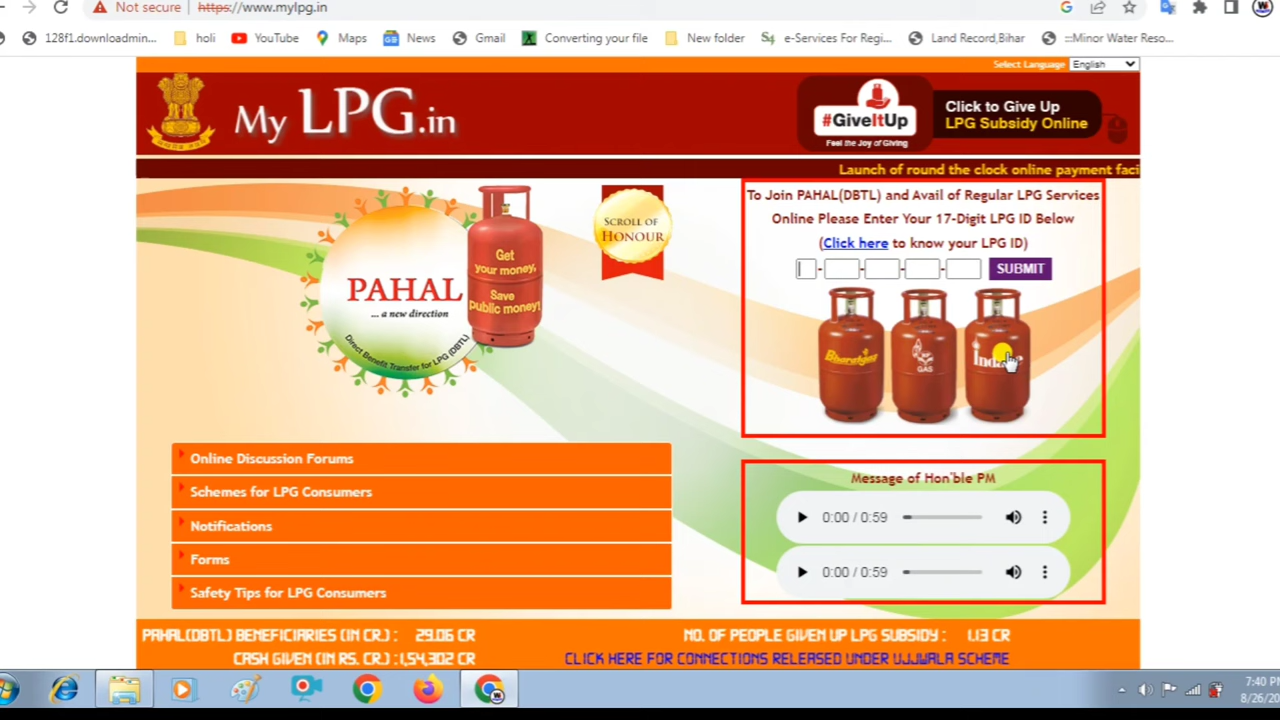 Not secure https://www.mylpg.in
128f1.downloadmin... holi YouTube Maps News Gmail Converting your file New folder e-Services For Regi... Land Record,Bihar :::Minor Water Reso...
Select Language English
My LPG.in
#GiveItUp
Feel the Joy of Giving
Click to Give Up
LPG Subsidy Online
Launch of round the clock online payment faci
PAHAL
... a new direction
Direct Benefit Transfer for LPG (DBTL)
Get
your money,
Save
public money!
SCROLL OF
HONOUR
To Join PAHAL(DBTL) and Avail of Regular LPG Services
Online Please Enter Your 17-Digit LPG ID Below
(Click here to know your LPG ID)
- - - - SUBMIT
Bharatgas
HP
GAS
Online Discussion Forums
Schemes for LPG Consumers
Notifications
Forms
Safety Tips for LPG Consumers
Message of Hon'ble PM
0:00 / 0:59
0:00 / 0:59
PAHAL(DBTL) BENEFICIARIES (IN CR.) : 29.06 CR
NO. OF PEOPLE GIVEN UP LPG SUBSIDY : 1.13 CR
CASH GIVEN (IN RS. CR.) :1,54,302 CR
CLICK HERE FOR CONNECTIONS RELEASED UNDER UJJWALA SCHEME
7:40 PM
8/26/20